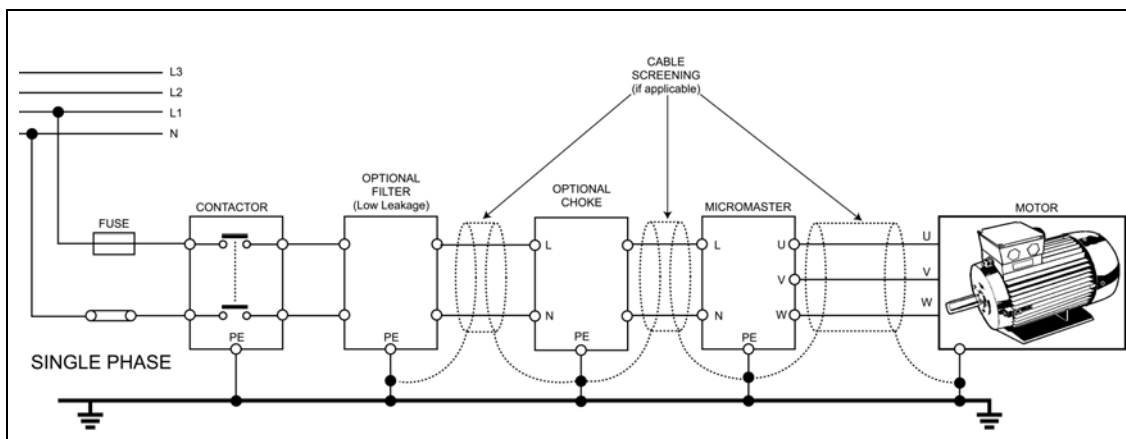 L3
L2
L1
N
CABLE
SCREENING
(if applicable)
OPTIONAL
FILTER
(Low Leakage)
OPTIONAL
CHOKE
FUSE
CONTACTOR
MICROMASTER
MOTOR
L
L
U
U
V
V
N
N
W
W
PE
PE
PE
SINGLE PHASE